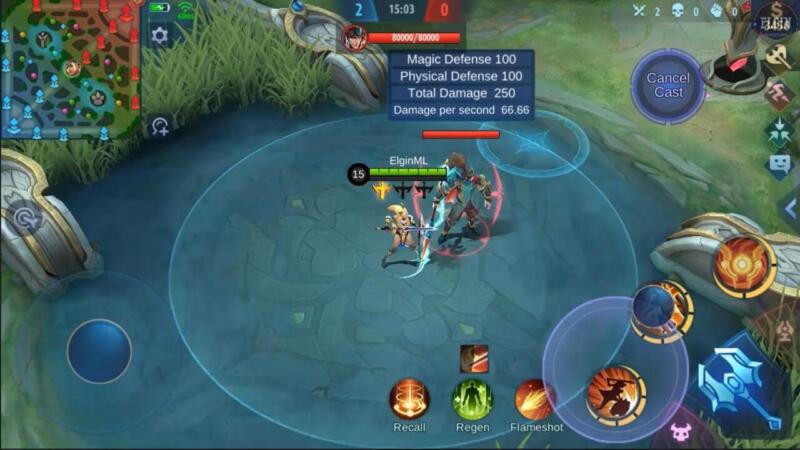 2 15:03 0
2 0 0
ELGIN
80000/80000
Magic Defense 100
Physical Defense 100
Total Damage 250
Damage per second 66.66
Cancel
Cast
ElginML
15
Recall
Regen
Flameshot